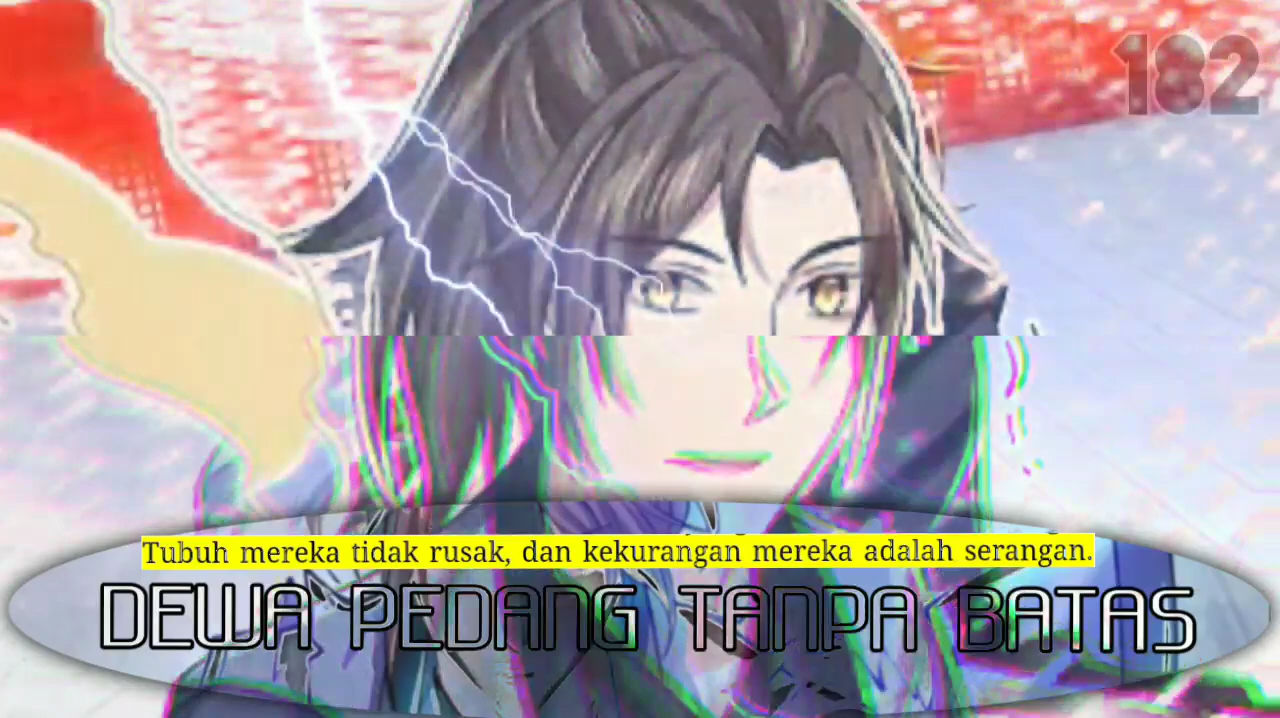 182
Tubuh mereka tidak rusak, dan kekurangan mereka adalah serangan.
DEWA PEDANG TANPA BATAS